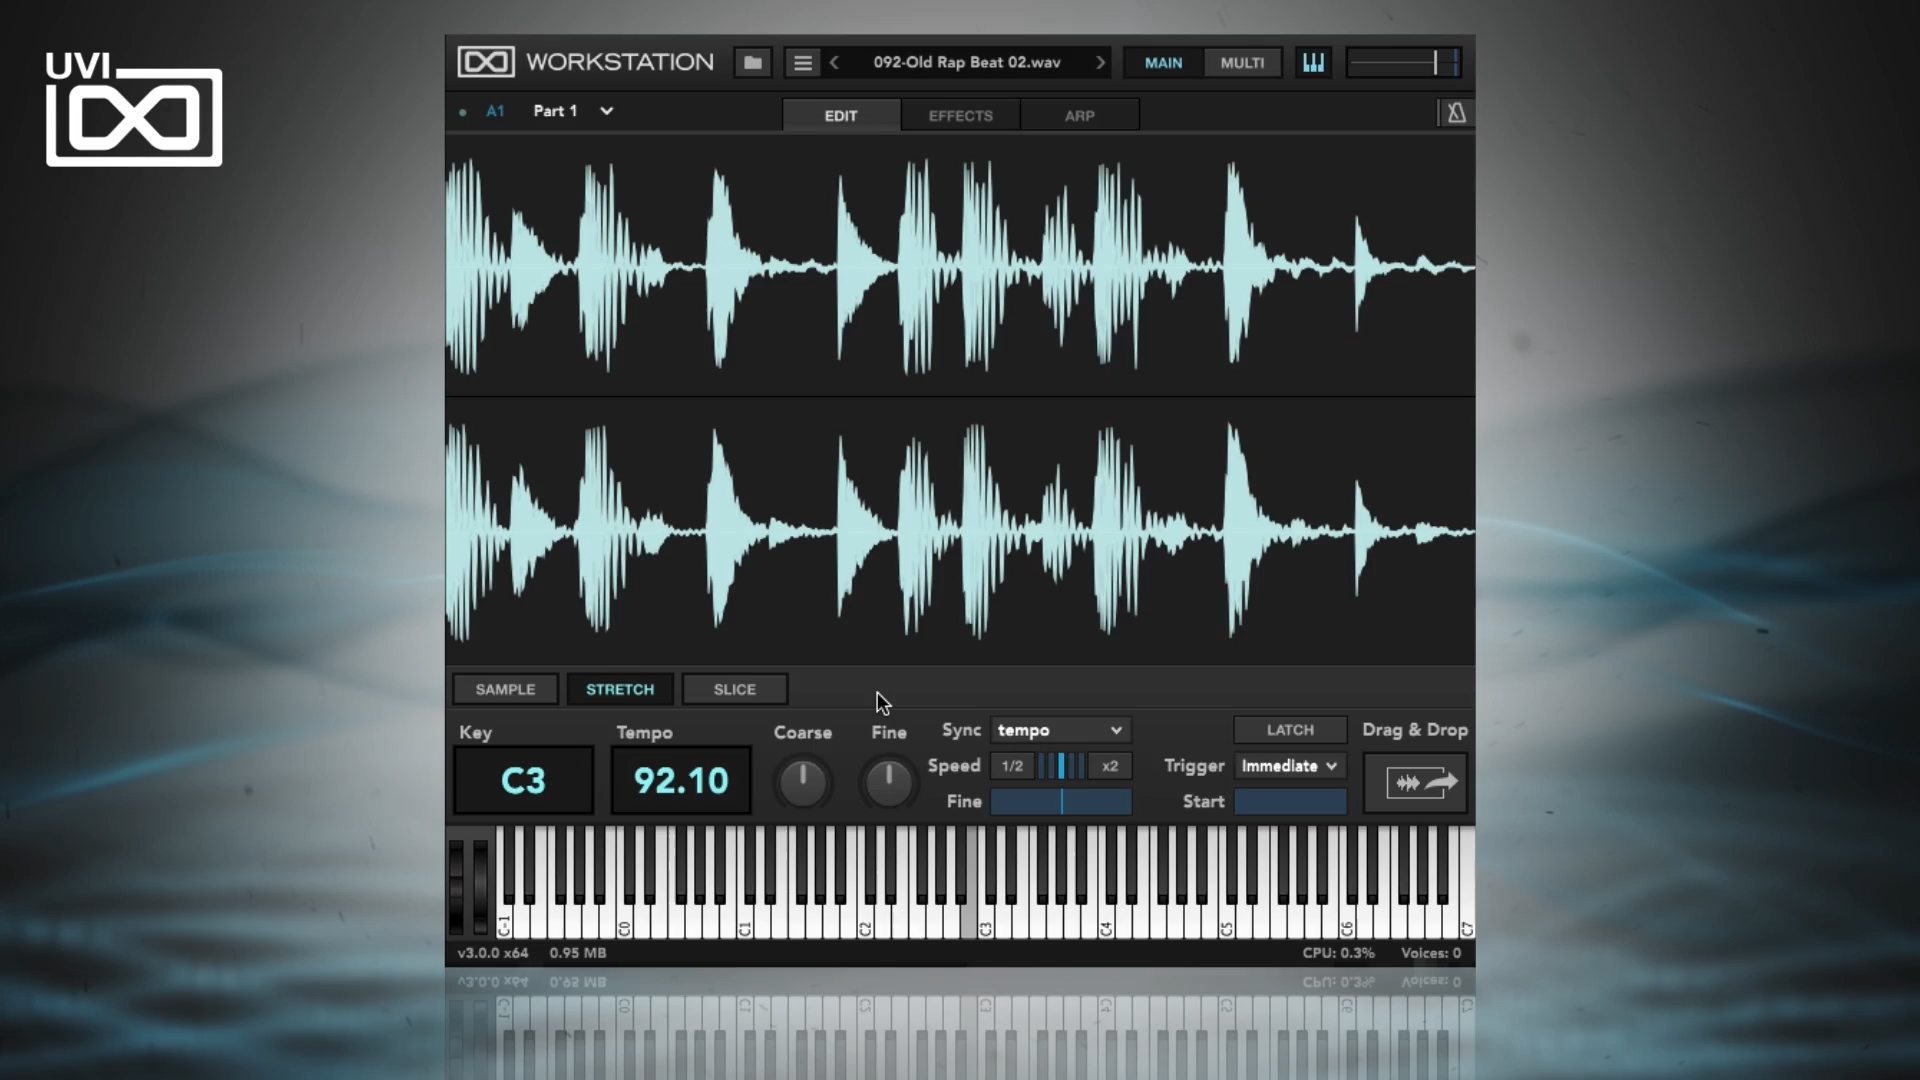 UVI
WORKSTATION
092-Old Rap Beat 02.wav
MAIN
MULTI
A1
Part 1
EDIT
EFFECTS
ARP
SAMPLE
STRETCH
SLICE
Key
Tempo
Coarse
Fine
Sync
tempo
LATCH
Drag & Drop
C3
92.10
Speed
1/2
x2
Trigger
Immediate
Fine
Start
C-1
C0
C1
C2
C3
C4
C5
C6
C7
v3.0.0 x64
0.95 MB
CPU: 0.3%
Voices: 0